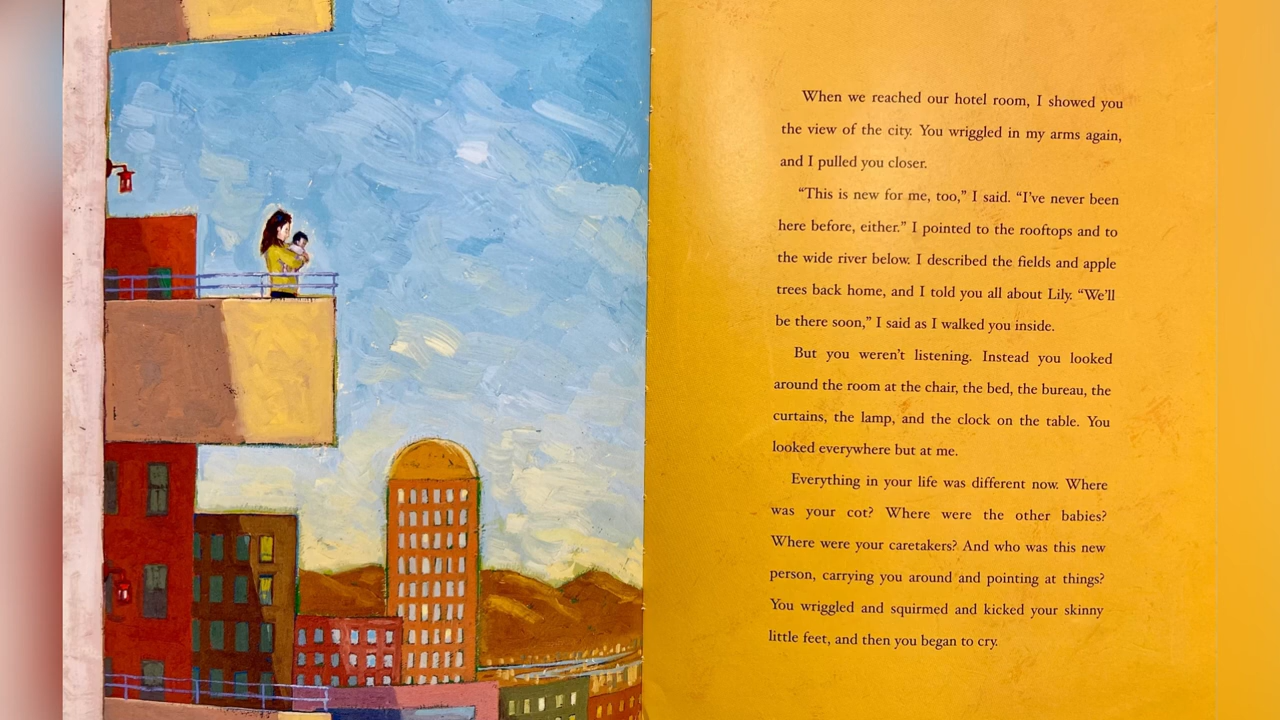 When we reached our hotel room, I showed you
the view of the city. You wriggled in my arms again,
and I pulled you closer.
“This is new for me, too,” I said. “I’ve never been
here before, either.” I pointed to the rooftops and to
the wide river below. I described the fields and apple
trees back home, and I told you all about Lily. “We’ll
be there soon,” I said as I walked you inside.
But you weren’t listening. Instead you looked
around the room at the chair, the bed, the bureau, the
curtains, the lamp, and the clock on the table. You
looked everywhere but at me.
Everything in your life was different now. Where
was your cot? Where were the other babies?
Where were your caretakers? And who was this new
person, carrying you around and pointing at things?
You wriggled and squirmed and kicked your skinny
little feet, and then you began to cry.